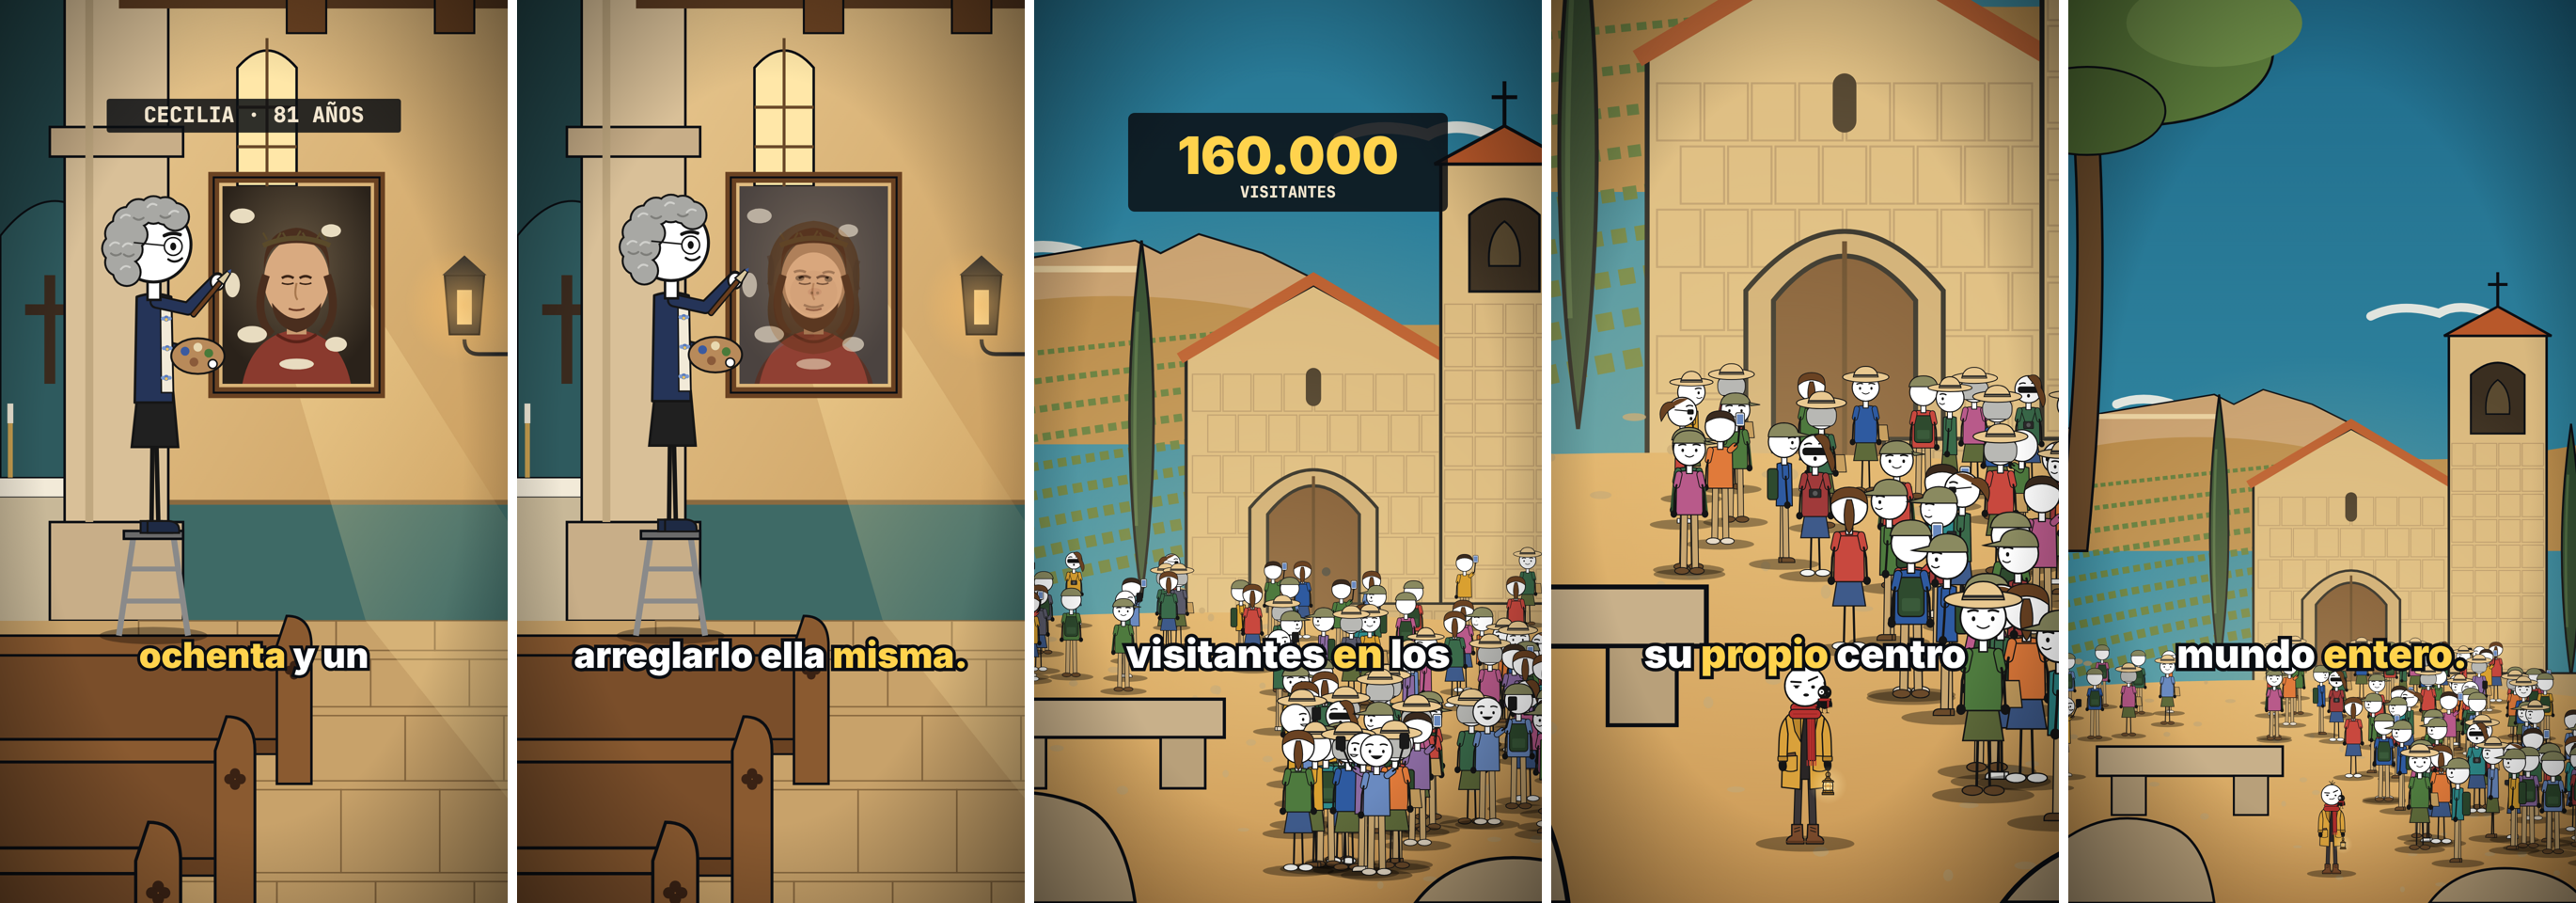 CECILIA · 81 AÑOS
ochenta y un
arreglarlo ella misma.
160.000
VISITANTES
visitantes en los
su propio centro
mundo entero.